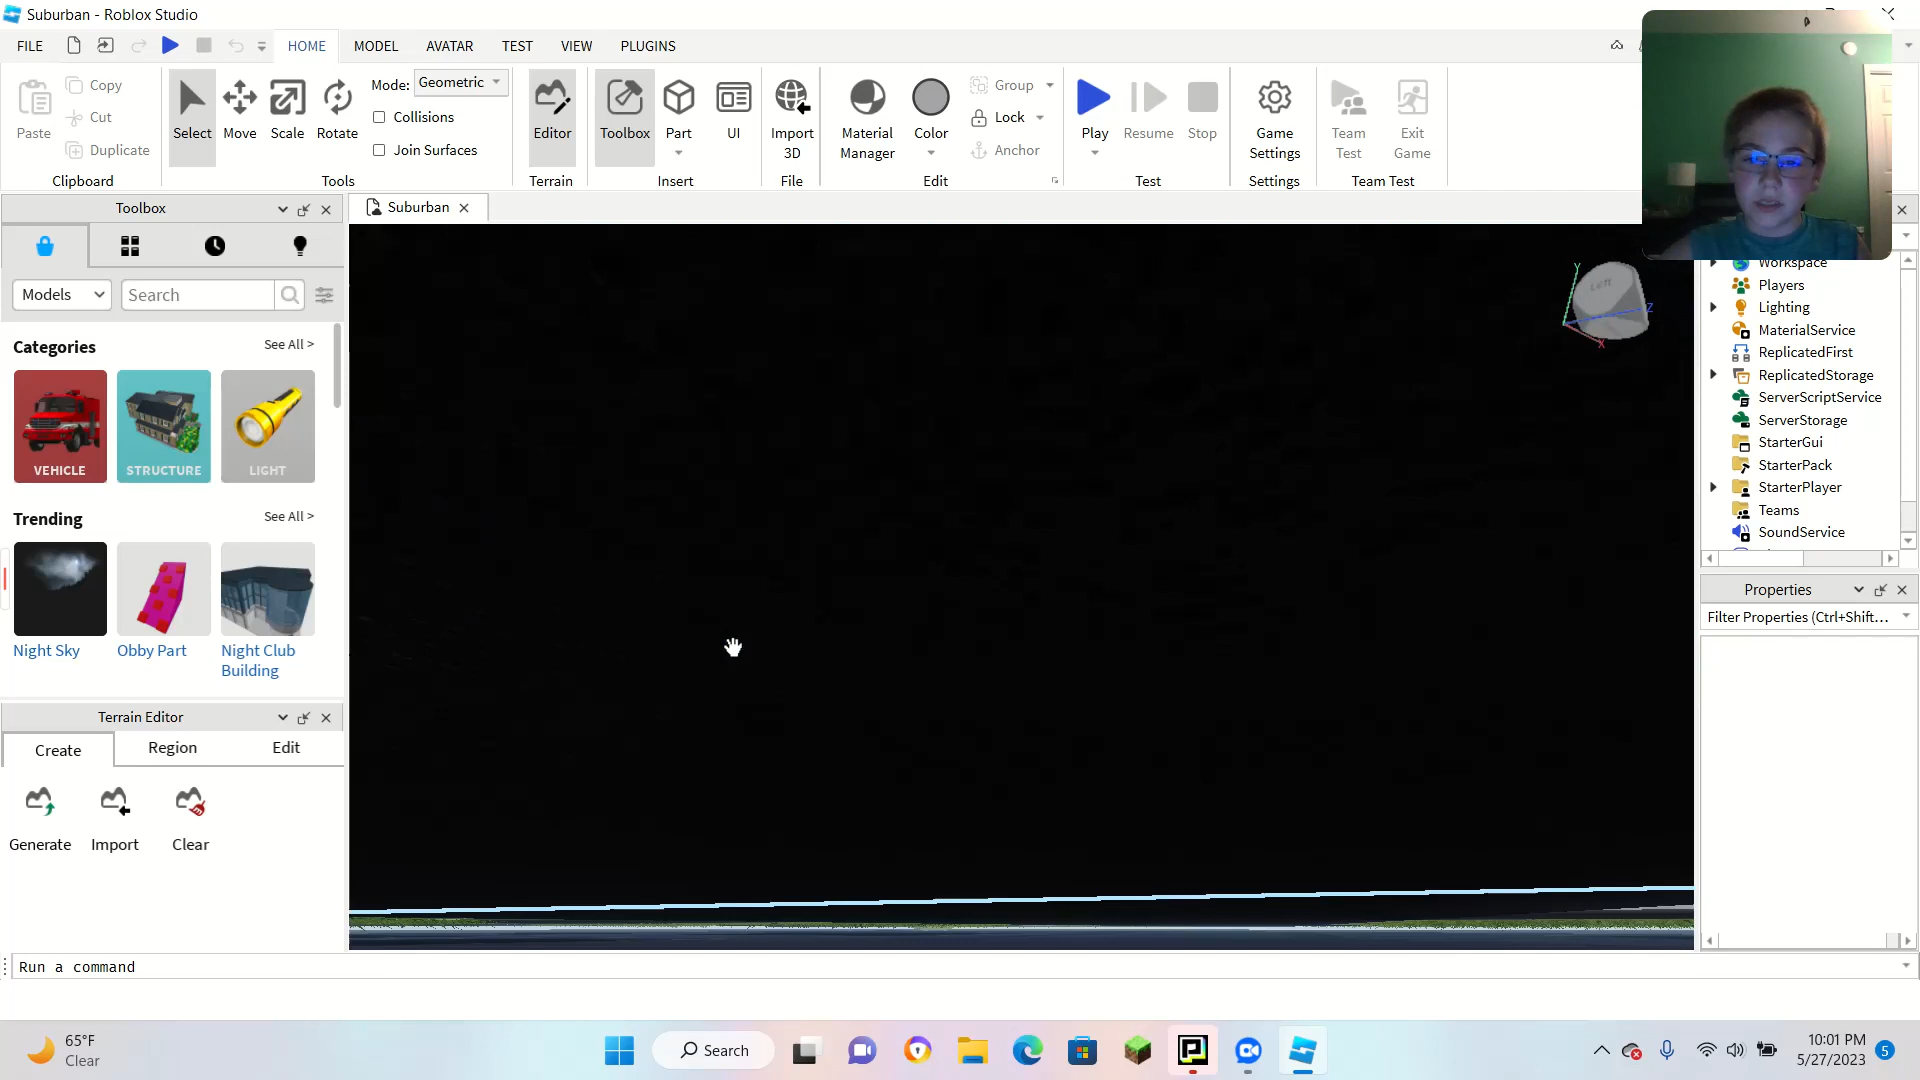 Suburban - Roblox Studio
FILE
HOME
MODEL
AVATAR
TEST
VIEW
PLUGINS
Paste
Copy
Cut
Duplicate
Clipboard
Select
Move
Scale
Rotate
Mode: Geometric
Collisions
Join Surfaces
Tools
Editor
Terrain
Toolbox
Part
UI
Insert
Import
3D
File
Material
Manager
Color
Group
Lock
Anchor
Edit
Play
Resume
Stop
Test
Game
Settings
Settings
Team
Test
Exit
Game
Team Test
Toolbox
Suburban
Models
Search
Categories
See All >
VEHICLE
STRUCTURE
LIGHT
Trending
See All >
Night Sky
Obby Part
Night Club
Building
Terrain Editor
Create
Region
Edit
Generate
Import
Clear
Left
Y
Z
X
Workspace
Players
Lighting
MaterialService
ReplicatedFirst
ReplicatedStorage
ServerScriptService
ServerStorage
StarterGui
StarterPack
StarterPlayer
Teams
SoundService
Properties
Filter Properties (Ctrl+Shift...
Run a command
65°F
Clear
Search
10:01 PM
5/27/2023
5